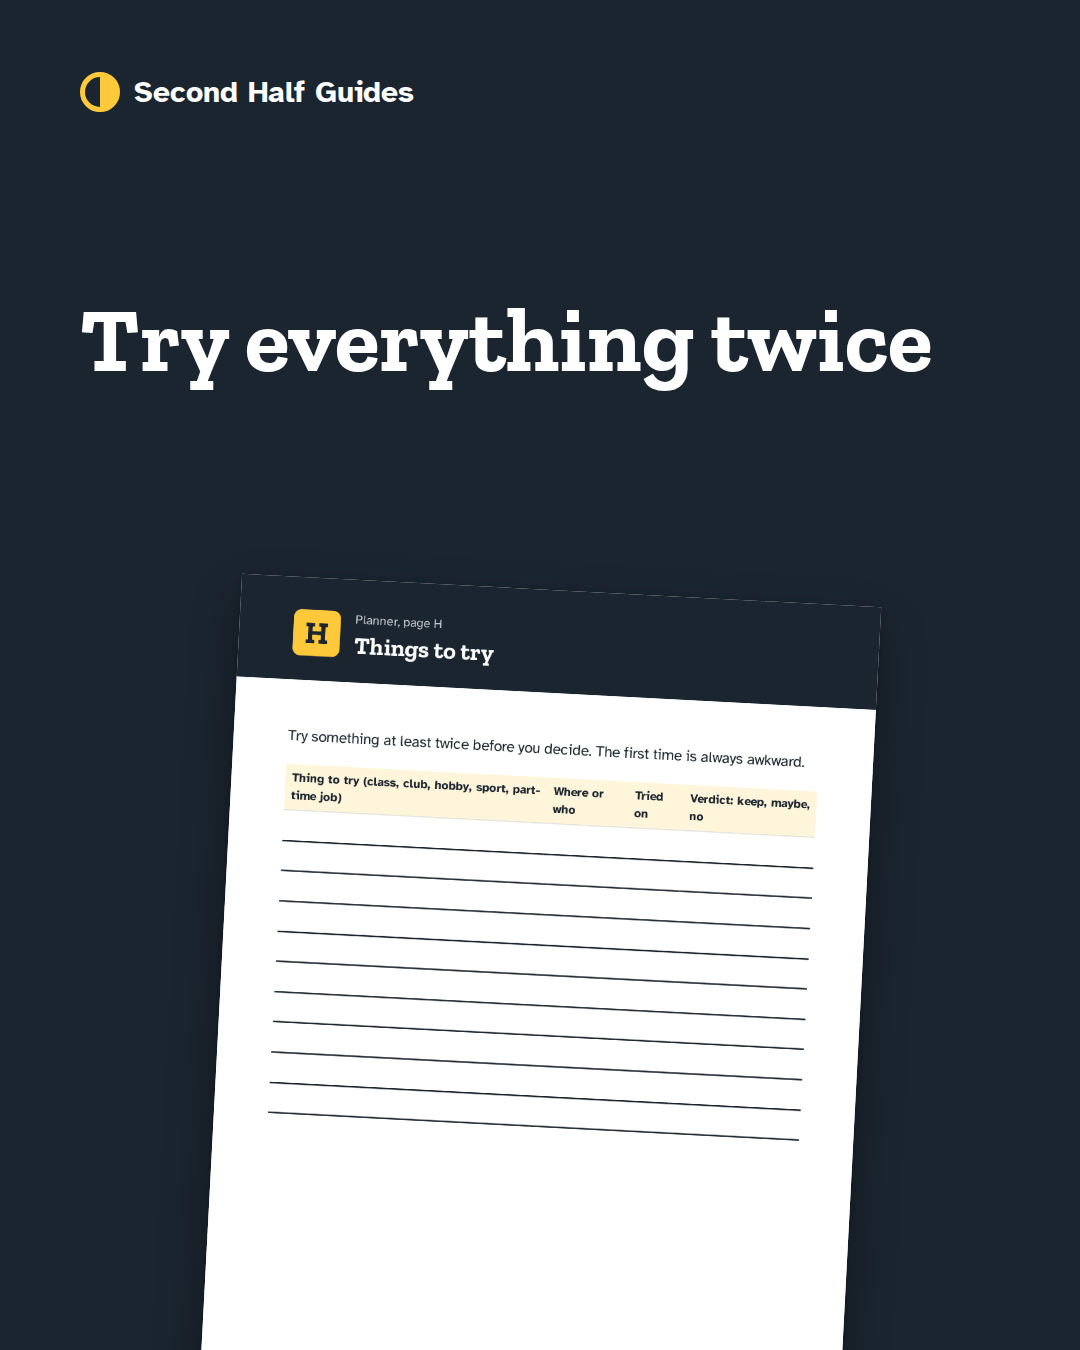 Second Half Guides
Try everything twice
H
Planner, page H
Things to try
Try something at least twice before you decide. The first time is always awkward.
Thing to try (class, club, hobby, sport, part-
time job)
Where or
who
Tried
on
Verdict: keep, maybe,
no